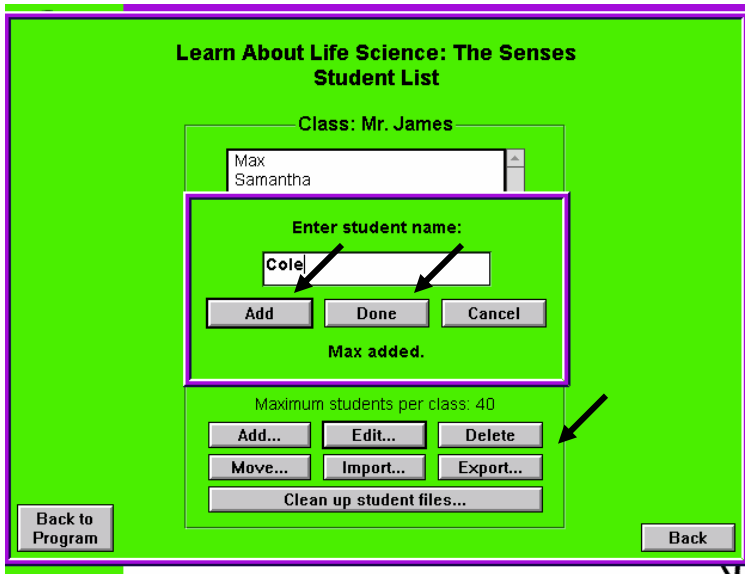 Learn About Life Science: The Senses
Student List
Class: Mr. James
Max
Samantha
Enter student name:
Cole
Add Done Cancel
Max added.
Maximum students per class: 40
Add... Edit... Delete
Move... Import... Export...
Clean up student files...
Back to
Program
Back